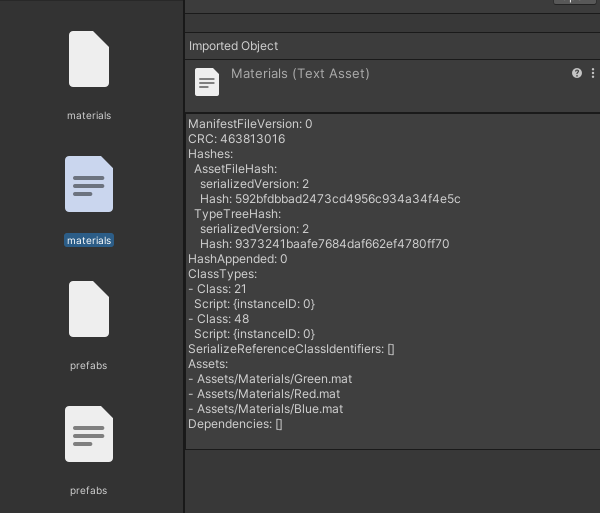 materials
materials
prefabs
prefabs
Imported Object
Materials (Text Asset)
ManifestFileVersion: 0
CRC: 463813016
Hashes:
AssetFileHash:
serializedVersion: 2
Hash: 592bfdbbad2473cd4956c934a34f4e5c
TypeTreeHash:
serializedVersion: 2
Hash: 9373241baafe7684daf662ef4780ff70
HashAppended: 0
ClassTypes:
- Class: 21
Script: {instanceID: 0}
- Class: 48
Script: {instanceID: 0}
SerializeReferenceClassIdentifiers: []
Assets:
- Assets/Materials/Green.mat
- Assets/Materials/Red.mat
- Assets/Materials/Blue.mat
Dependencies: []